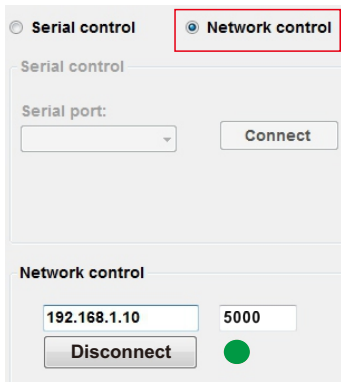 Serial control Network control
Serial control
Serial port:
Connect
Network control
192.168.1.10 5000
Disconnect